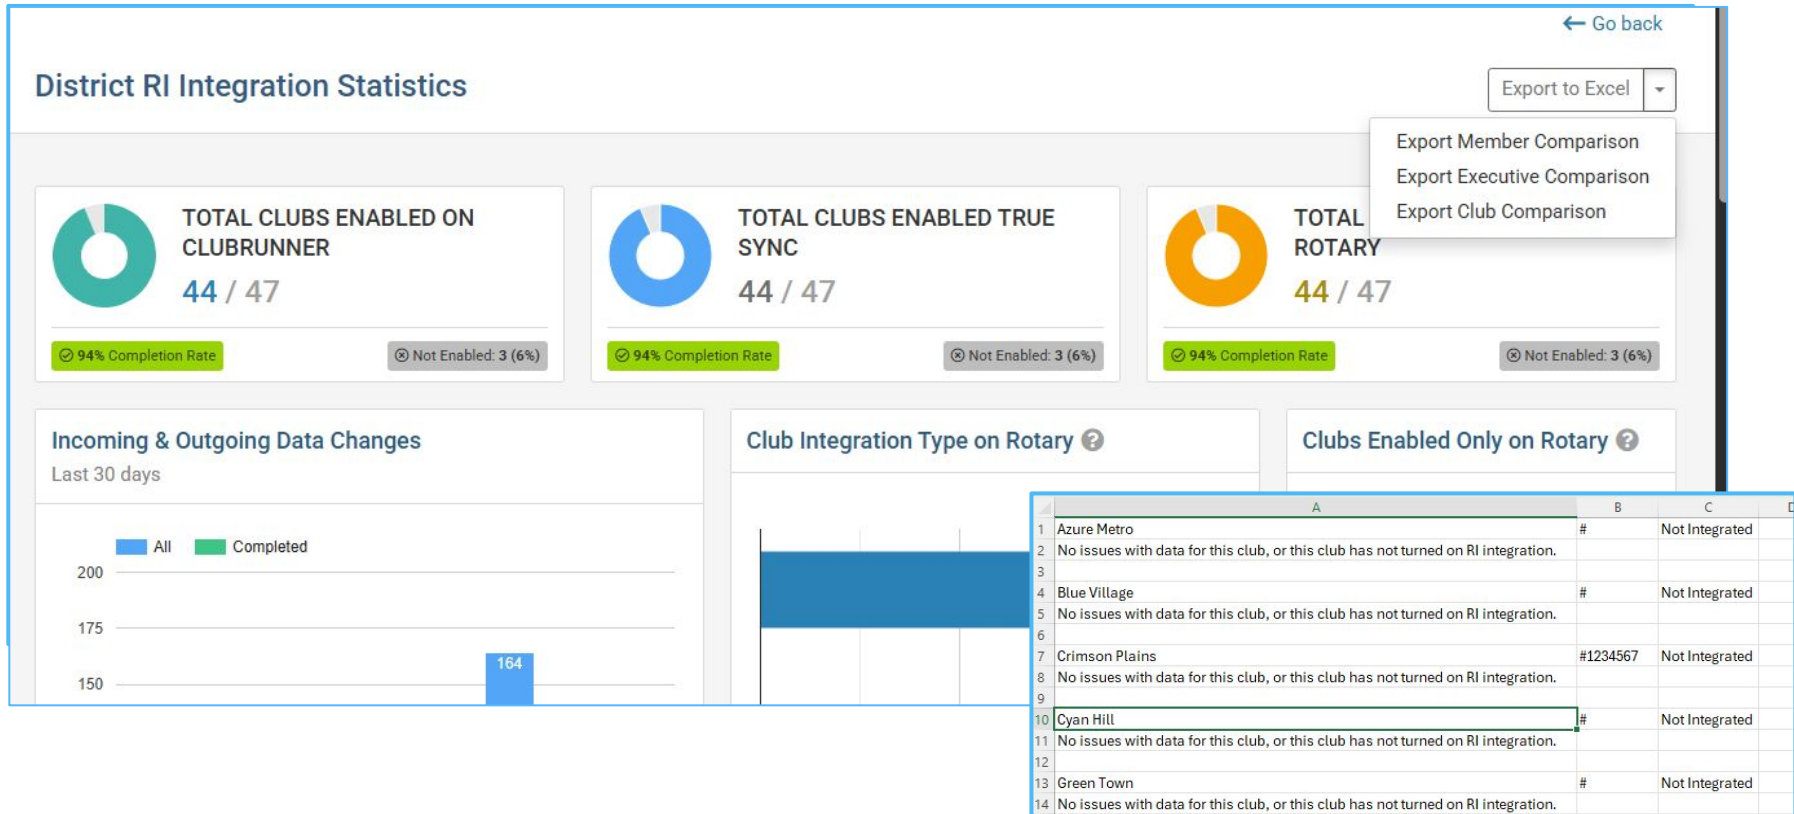 ← Go back
District RI Integration Statistics
Export to Excel
Export Member Comparison
Export Executive Comparison
Export Club Comparison
TOTAL CLUBS ENABLED ON
CLUBRUNNER
44 / 47
94% Completion Rate
Not Enabled: 3 (6%)
TOTAL CLUBS ENABLED TRUE
SYNC
44 / 47
94% Completion Rate
Not Enabled: 3 (6%)
TOTAL
ROTARY
44 / 47
94% Completion Rate
Not Enabled: 3 (6%)
Incoming & Outgoing Data Changes
Last 30 days
All Completed
200
175
164
150
Club Integration Type on Rotary ?
Clubs Enabled Only on Rotary ?
A B C
1 Azure Metro # Not Integrated
2 No issues with data for this club, or this club has not turned on RI integration.
3
4 Blue Village # Not Integrated
5 No issues with data for this club, or this club has not turned on RI integration.
6
7 Crimson Plains #1234567 Not Integrated
8 No issues with data for this club, or this club has not turned on RI integration.
9
10 Cyan Hill # Not Integrated
11 No issues with data for this club, or this club has not turned on RI integration.
12
13 Green Town # Not Integrated
14 No issues with data for this club, or this club has not turned on RI integration.